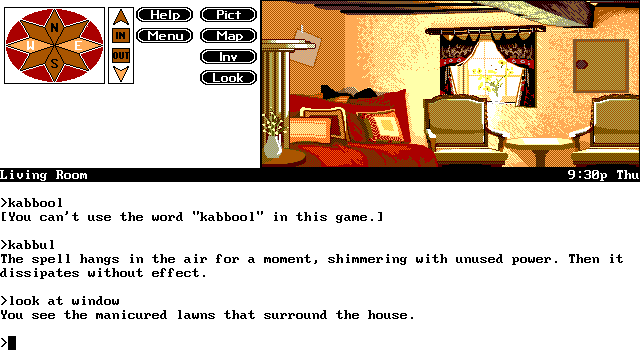 N
W E
S
IN
OUT
Help
Menu
Pict
Map
Inv
Look
Living Room 9:30p Thu
>kabbool
[You can't use the word "kabbool" in this game.]
>kabbul
The spell hangs in the air for a moment, shimmering with unused power. Then it
dissipates without effect.
>look at window
You see the manicured lawns that surround the house.
>